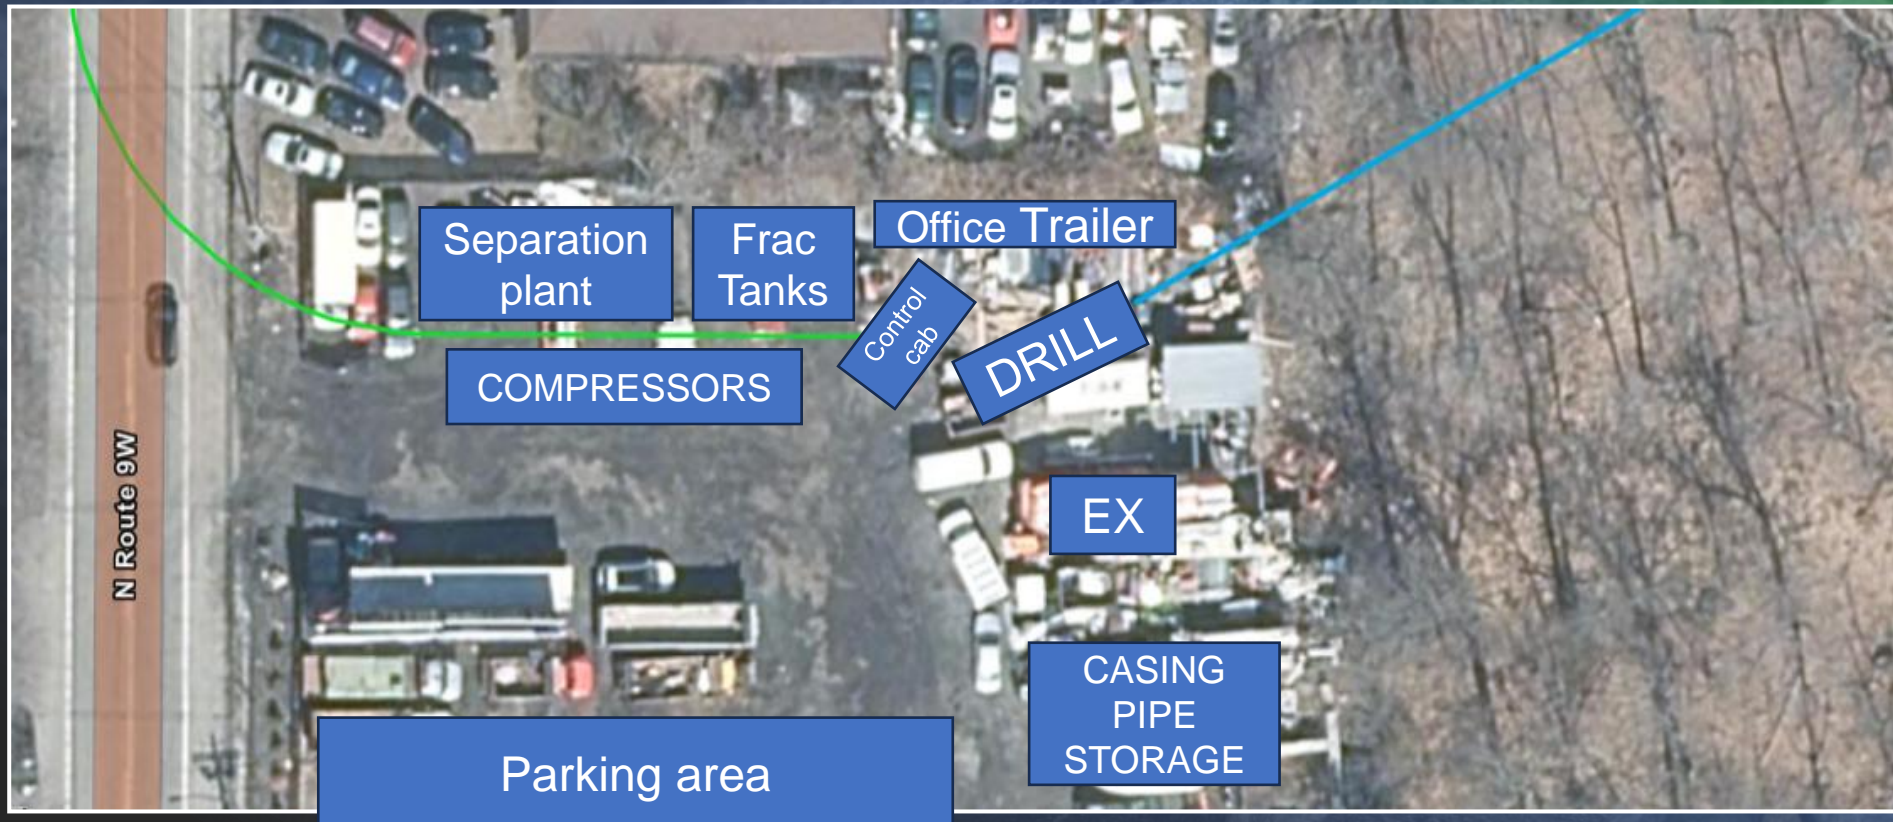 Separation
plant
Frac
Tanks
Office Trailer
Control
cab
DRILL
COMPRESSORS
N Route 9W
EX
CASING
PIPE
STORAGE
Parking area